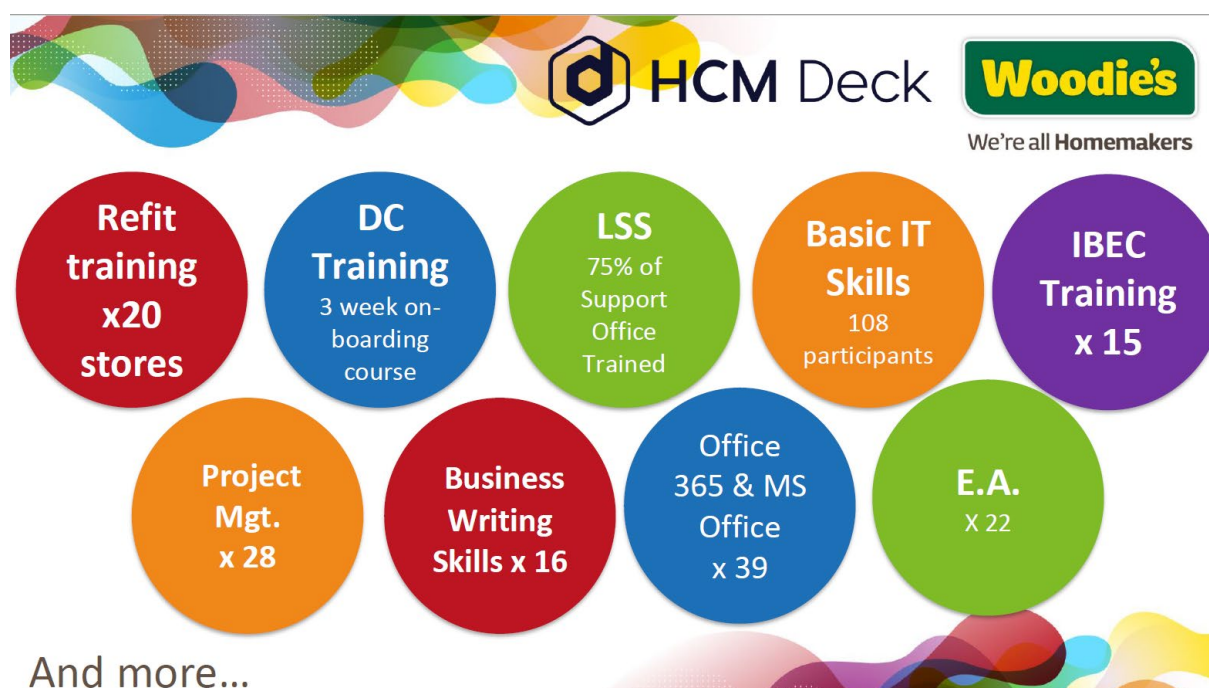 HCM Deck
Woodie's
We're all Homemakers
Refit
training
x20
stores
DC
Training
3 week on-
boarding
course
LSS
75% of
Support
Office
Trained
Basic IT
Skills
108
participants
IBEC
Training
x 15
Project
Mgt.
x 28
Business
Writing
Skills x 16
Office
365 & MS
Office
x 39
E.A.
X 22
And more...